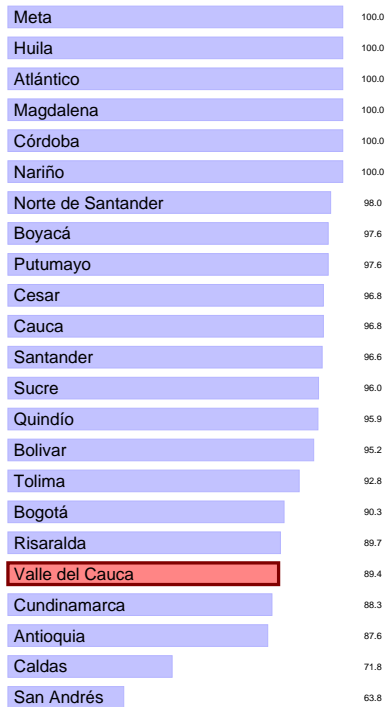 Meta 100.0
Huila 100.0
Atlántico 100.0
Magdalena 100.0
Córdoba 100.0
Nariño 100.0
Norte de Santander 98.0
Boyacá 97.6
Putumayo 97.6
Cesar 96.8
Cauca 96.8
Santander 96.6
Sucre 96.0
Quindío 95.9
Bolivar 95.2
Tolima 92.8
Bogotá 90.3
Risaralda 89.7
Valle del Cauca 89.4
Cundinamarca 88.3
Antioquia 87.6
Caldas 71.8
San Andrés 63.8